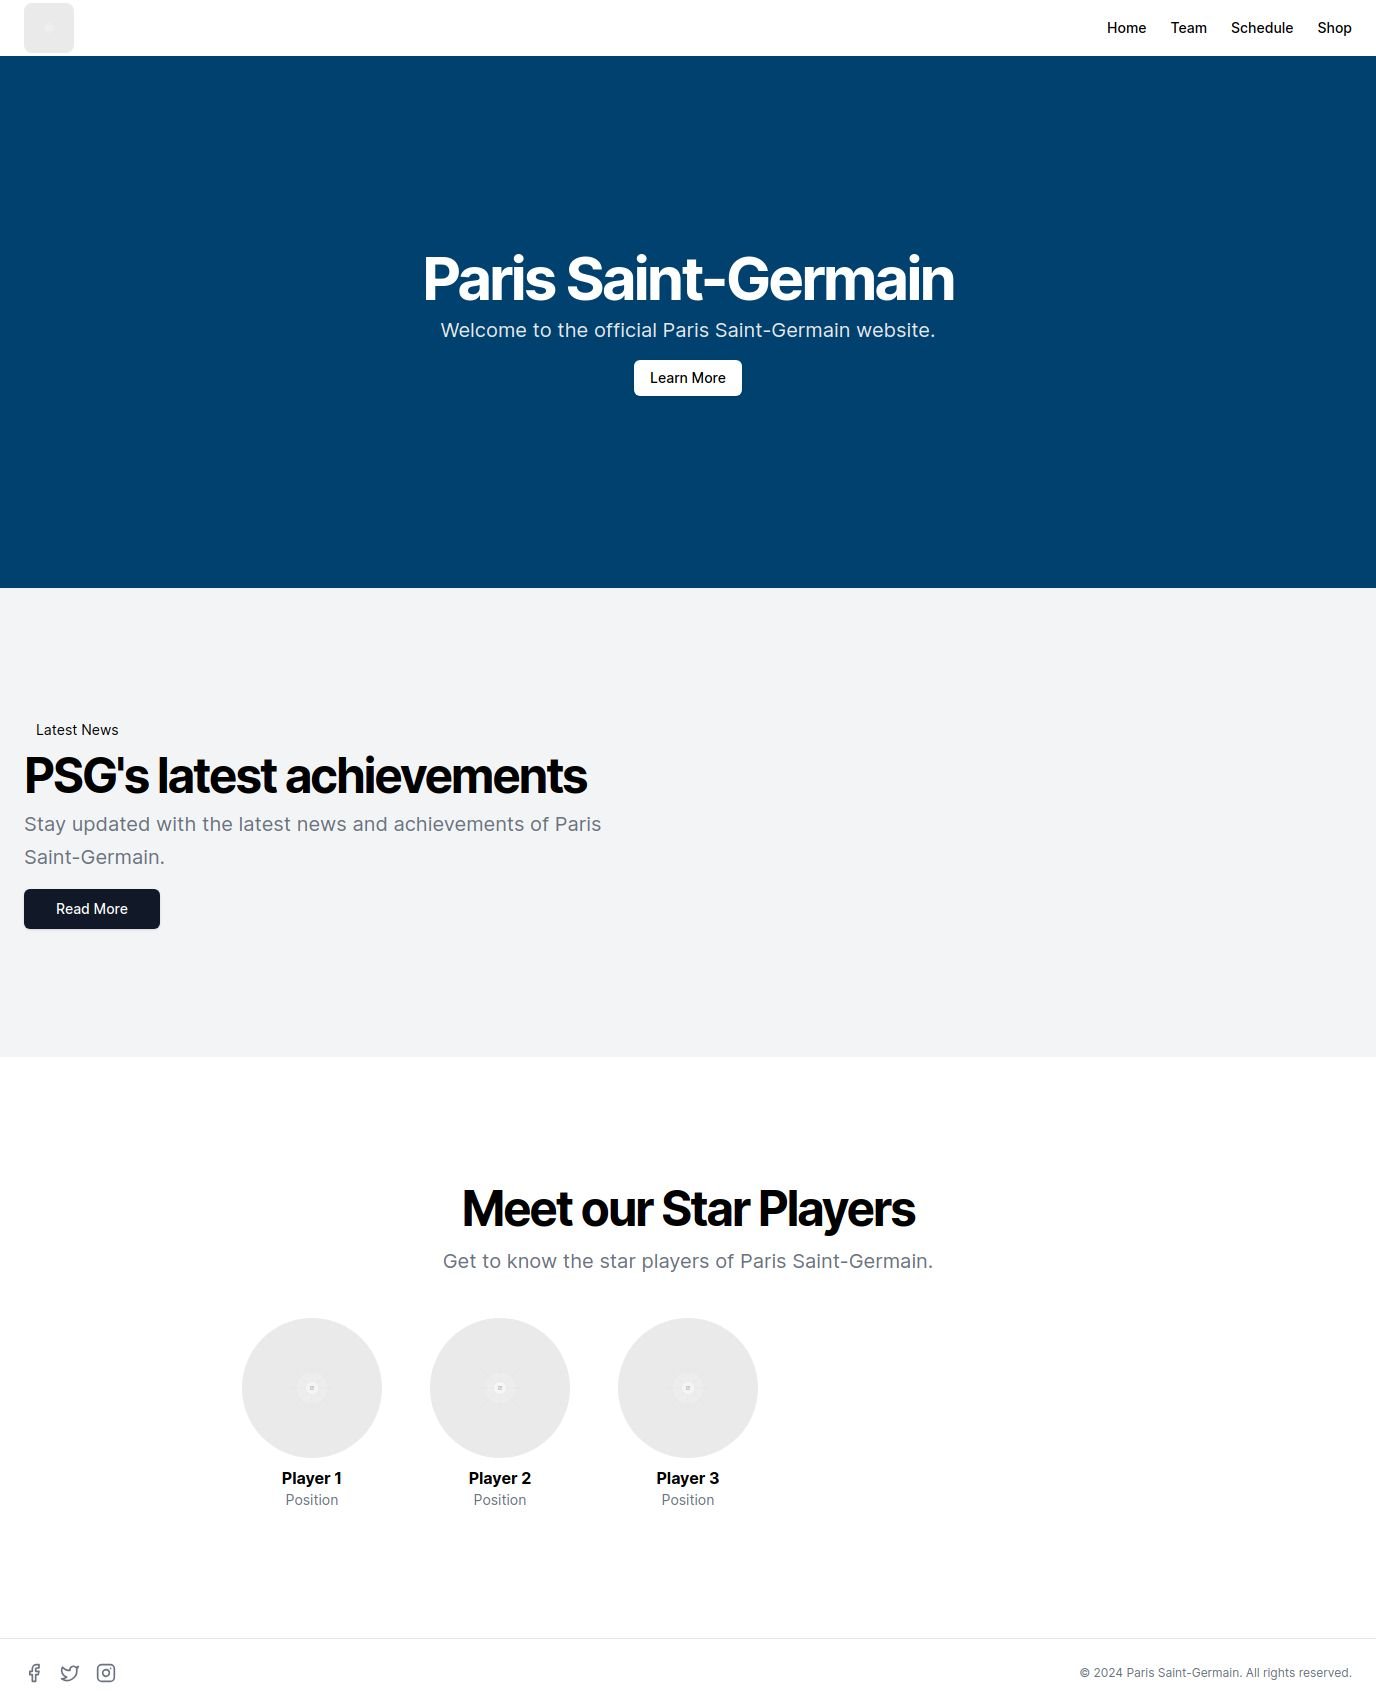 Home Team Schedule Shop
Paris Saint-Germain
Welcome to the official Paris Saint-Germain website.
Learn More
Latest News
PSG's latest achievements
Stay updated with the latest news and achievements of Paris
Saint-Germain.
Read More
Meet our Star Players
Get to know the star players of Paris Saint-Germain.
Player 1 Player 2 Player 3
Position Position Position
© 2024 Paris Saint-Germain. All rights reserved.